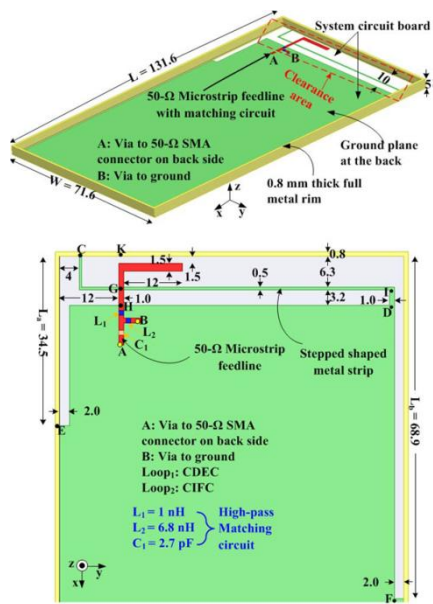 System circuit board
L = 131.6
A
B
10
5
50-Ω Microstrip feedline
with matching circuit
Clearance
area
Ground plane
at the back
A: Via to 50-Ω SMA
connector on back side
B: Via to ground
0.8 mm thick full
metal rim
W = 71.6
z
x
y
C
K
1.5
0.8
4
12
1.5
0.5
6.3
G
I
12
1.0
3.2
1.0
H
D
L₁
B
L₂
C₁
A
50-Ω Microstrip
feedline
Stepped shaped
metal strip
Lₐ = 34.5
E
2.0
L_b = 68.9
A: Via to 50-Ω SMA
connector on back side
B: Via to ground
Loop₁: CDEC
Loop₂: CIFC
L₁ = 1 nH
L₂ = 6.8 nH
C₁ = 2.7 pF
High-pass
Matching
circuit
z
y
x
2.0
F